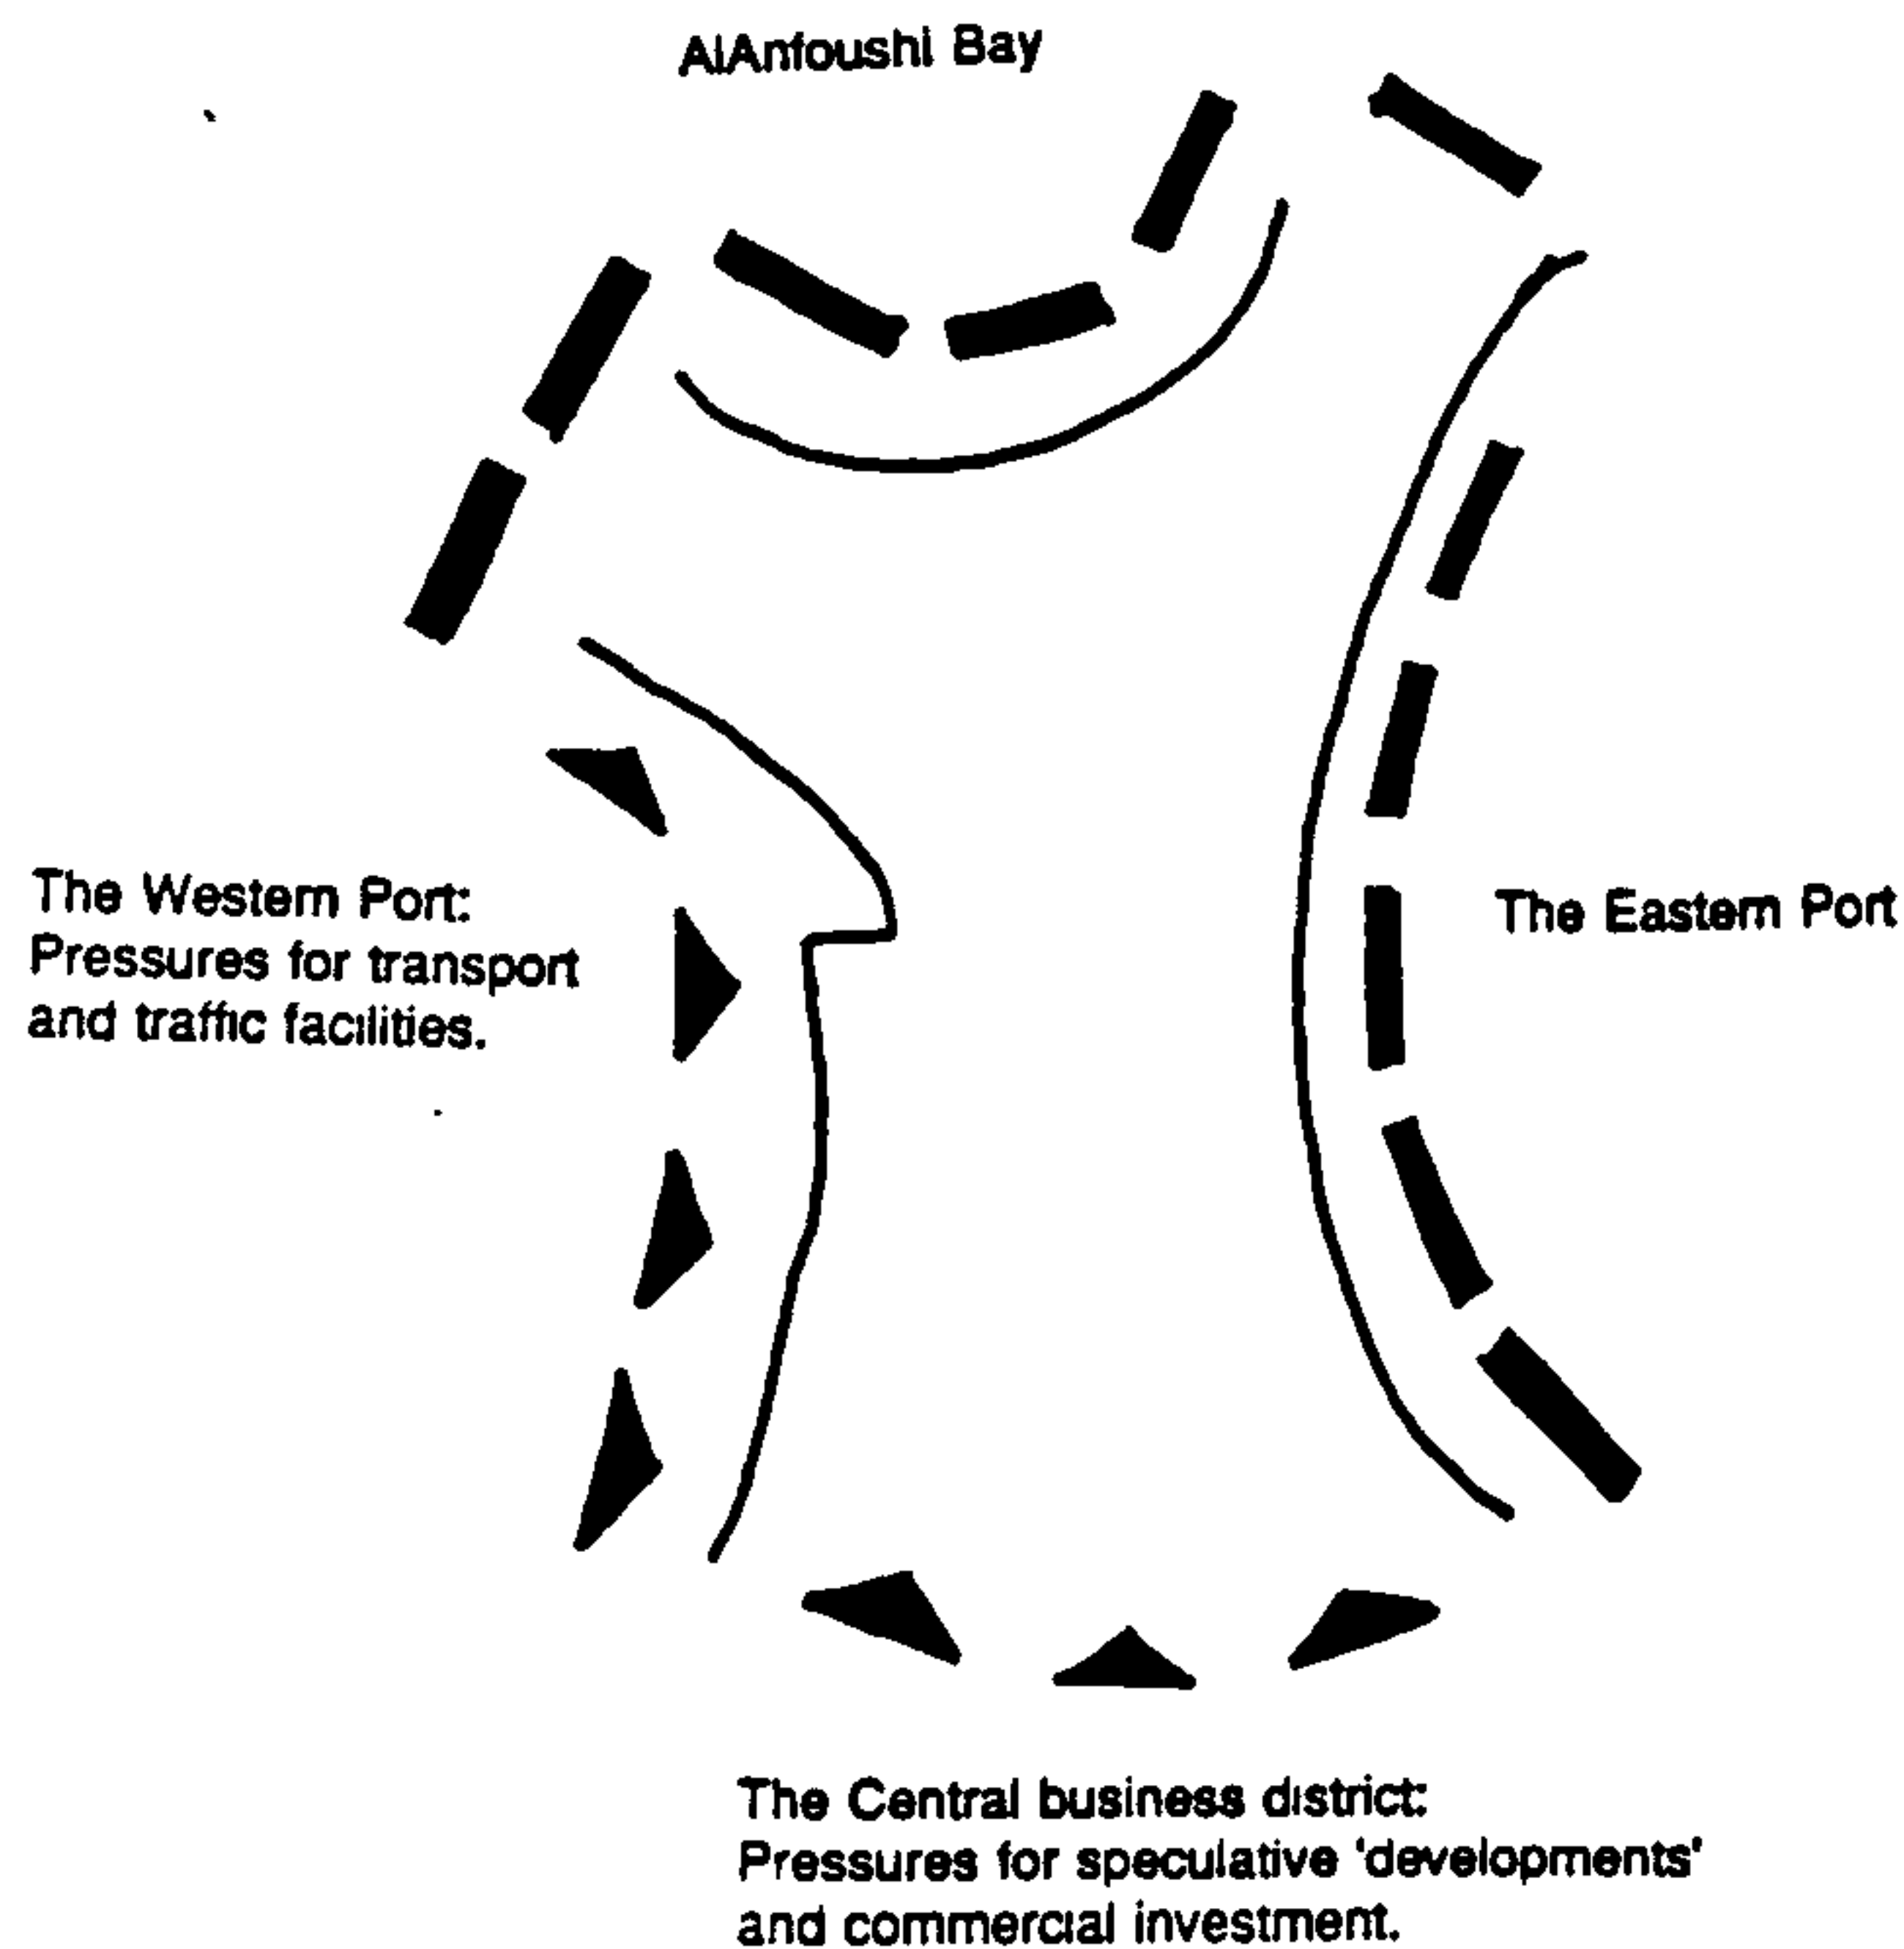 AlAnfoushi Bay
The Western Port:
Pressures for transport
and traffic facilities.
The Eastern Port
The Central business district:
Pressures for speculative 'developments'
and commercial investment.